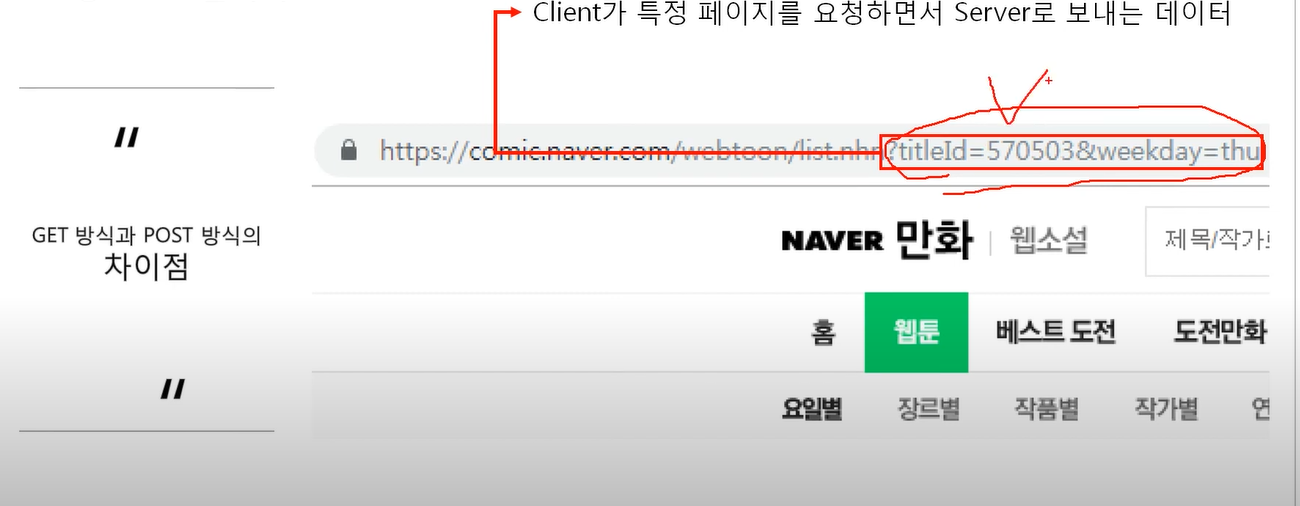 Client가 특정 페이지를 요청하면서 Server로 보내는 데이터
"
https://comic.naver.com/webtoon/list.nhn?titleId=570503&weekday=thu
GET 방식과 POST 방식의
차이점
NAVER 만화 | 웹소설 제목/작가로
홈 웹툰 베스트 도전 도전만화
"
요일별 장르별 작품별 작가별 연